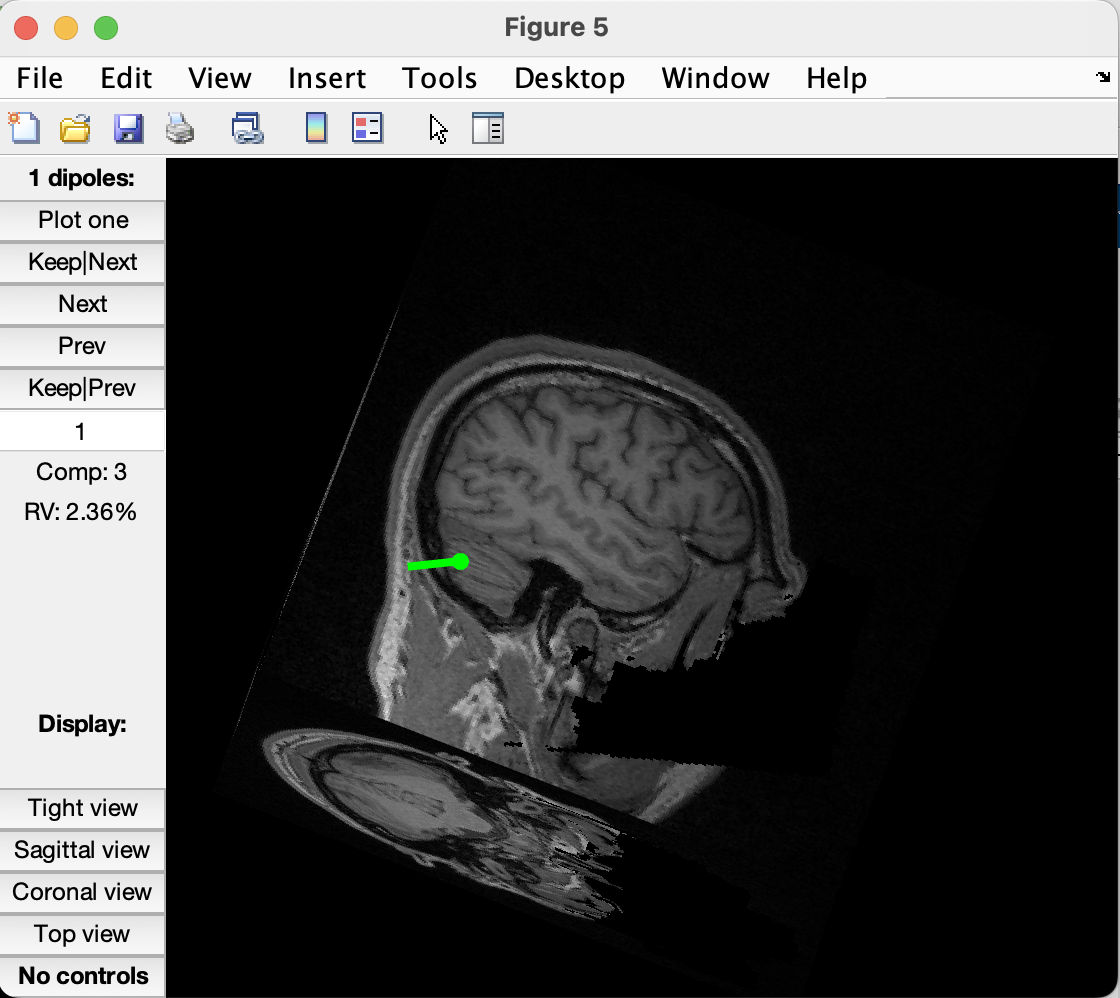 Figure 5
File Edit View Insert Tools Desktop Window Help
1 dipoles:
Plot one
Keep|Next
Next
Prev
Keep|Prev
1
Comp: 3
RV: 2.36%
Display:
Tight view
Sagittal view
Coronal view
Top view
No controls